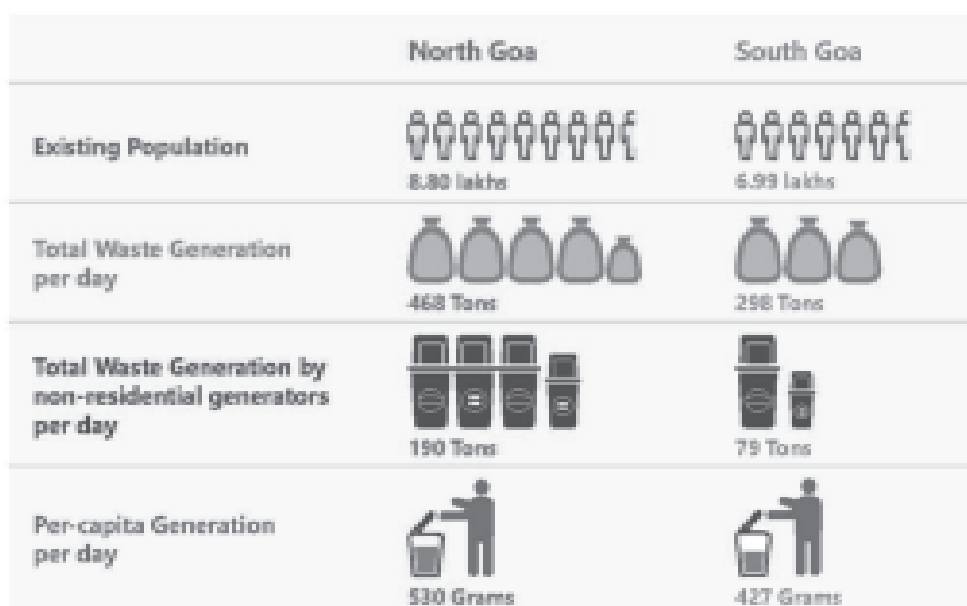 North Goa South Goa
Existing Population
8.80 lakhs 6.99 lakhs
Total Waste Generation
per day
468 Tons 298 Tons
Total Waste Generation by
non-residential generators
per day
190 Tons 79 Tons
Per-capita Generation
per day
530 Grams 427 Grams